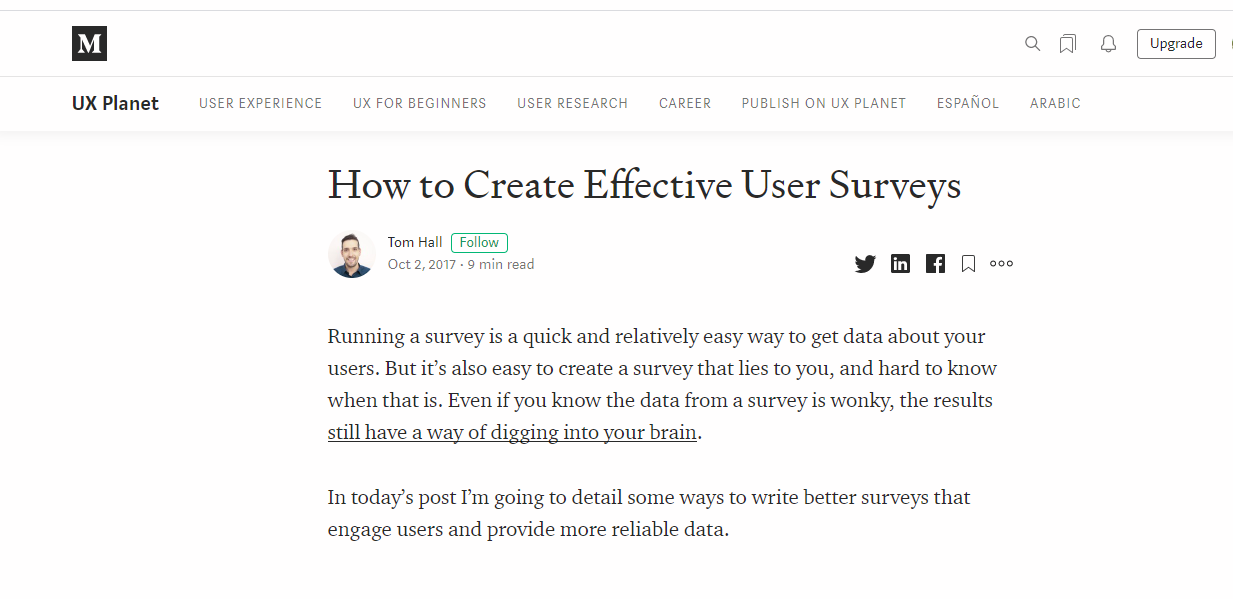 M
Upgrade
UX Planet USER EXPERIENCE UX FOR BEGINNERS USER RESEARCH CAREER PUBLISH ON UX PLANET ESPAÑOL ARABIC
How to Create Effective User Surveys
Tom Hall Follow
Oct 2, 2017 · 9 min read
Running a survey is a quick and relatively easy way to get data about your
users. But it’s also easy to create a survey that lies to you, and hard to know
when that is. Even if you know the data from a survey is wonky, the results
still have a way of digging into your brain.
In today’s post I’m going to detail some ways to write better surveys that
engage users and provide more reliable data.